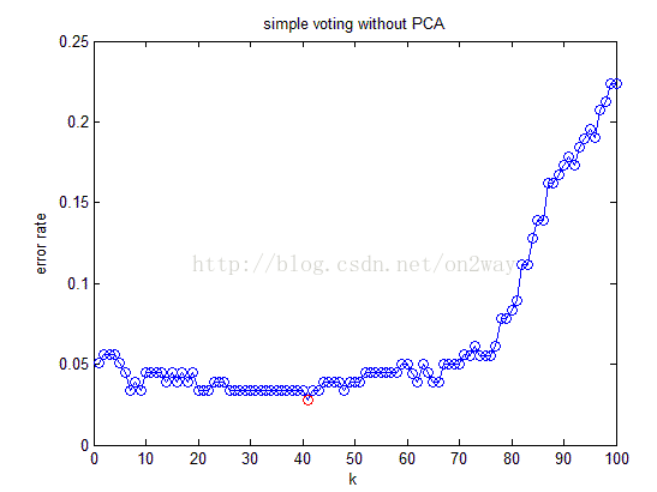 simple voting without PCA
0.25
0.2
0.15
0.1
0.05
0
error rate
http://blog.csdn.net/on2way
0 10 20 30 40 50 60 70 80 90 100
k